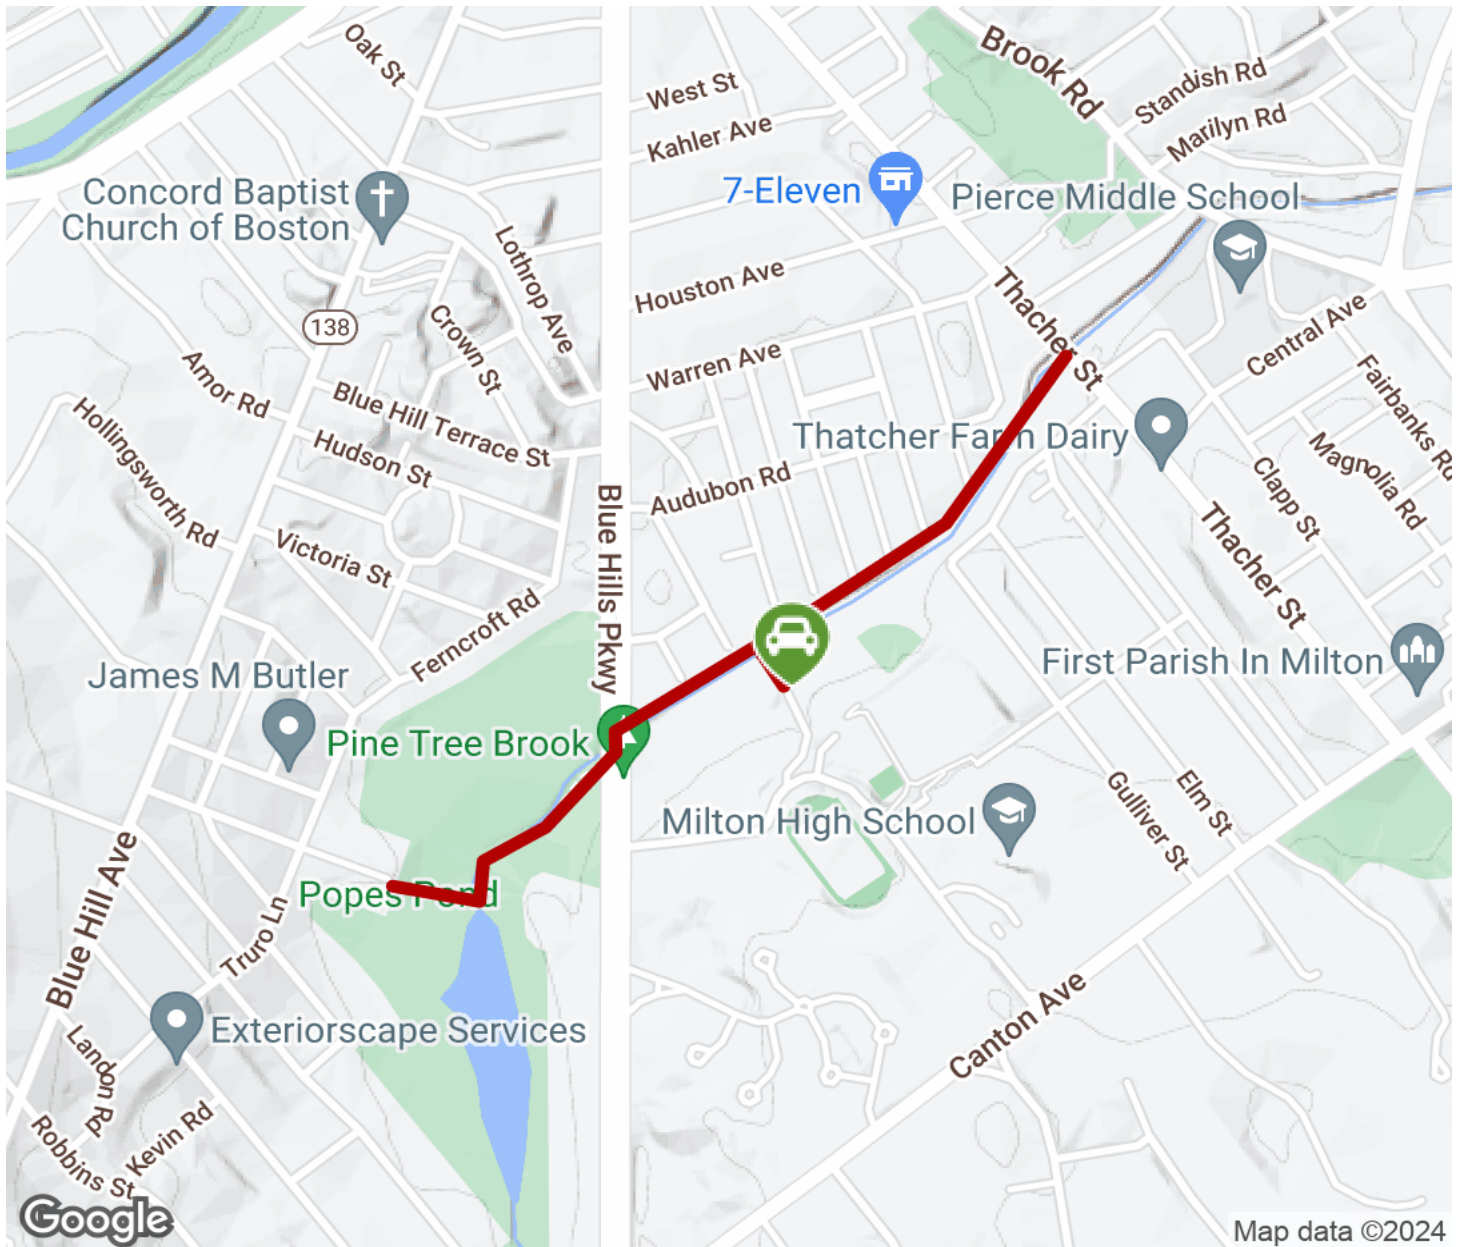 Oak St
West St
Kahler Ave
Brook Rd
Standish Rd
Marilyn Rd
Concord Baptist
Church of Boston
7-Eleven
Pierce Middle School
Lothrop Ave
Houston Ave
Thacher St
138
Crown St
Central Ave
Amor Rd
Warren Ave
Fairbanks Rd
Blue Hill Terrace St
Hollingsworth Rd
Hudson St
Thatcher Farm Dairy
Magnolia Rd
Clapp St
Audubon Rd
Blue Hills Pkwy
Victoria St
Thacher St
Ferncroft Rd
James M Butler
First Parish In Milton
Pine Tree Brook
Milton High School
Gulliver St
Elm St
Blue Hill Ave
Popes Pond
Truro Ln
Exteriorscape Services
Canton Ave
Landon Rd
Kevin Rd
Robbins St
Google
Map data ©2024